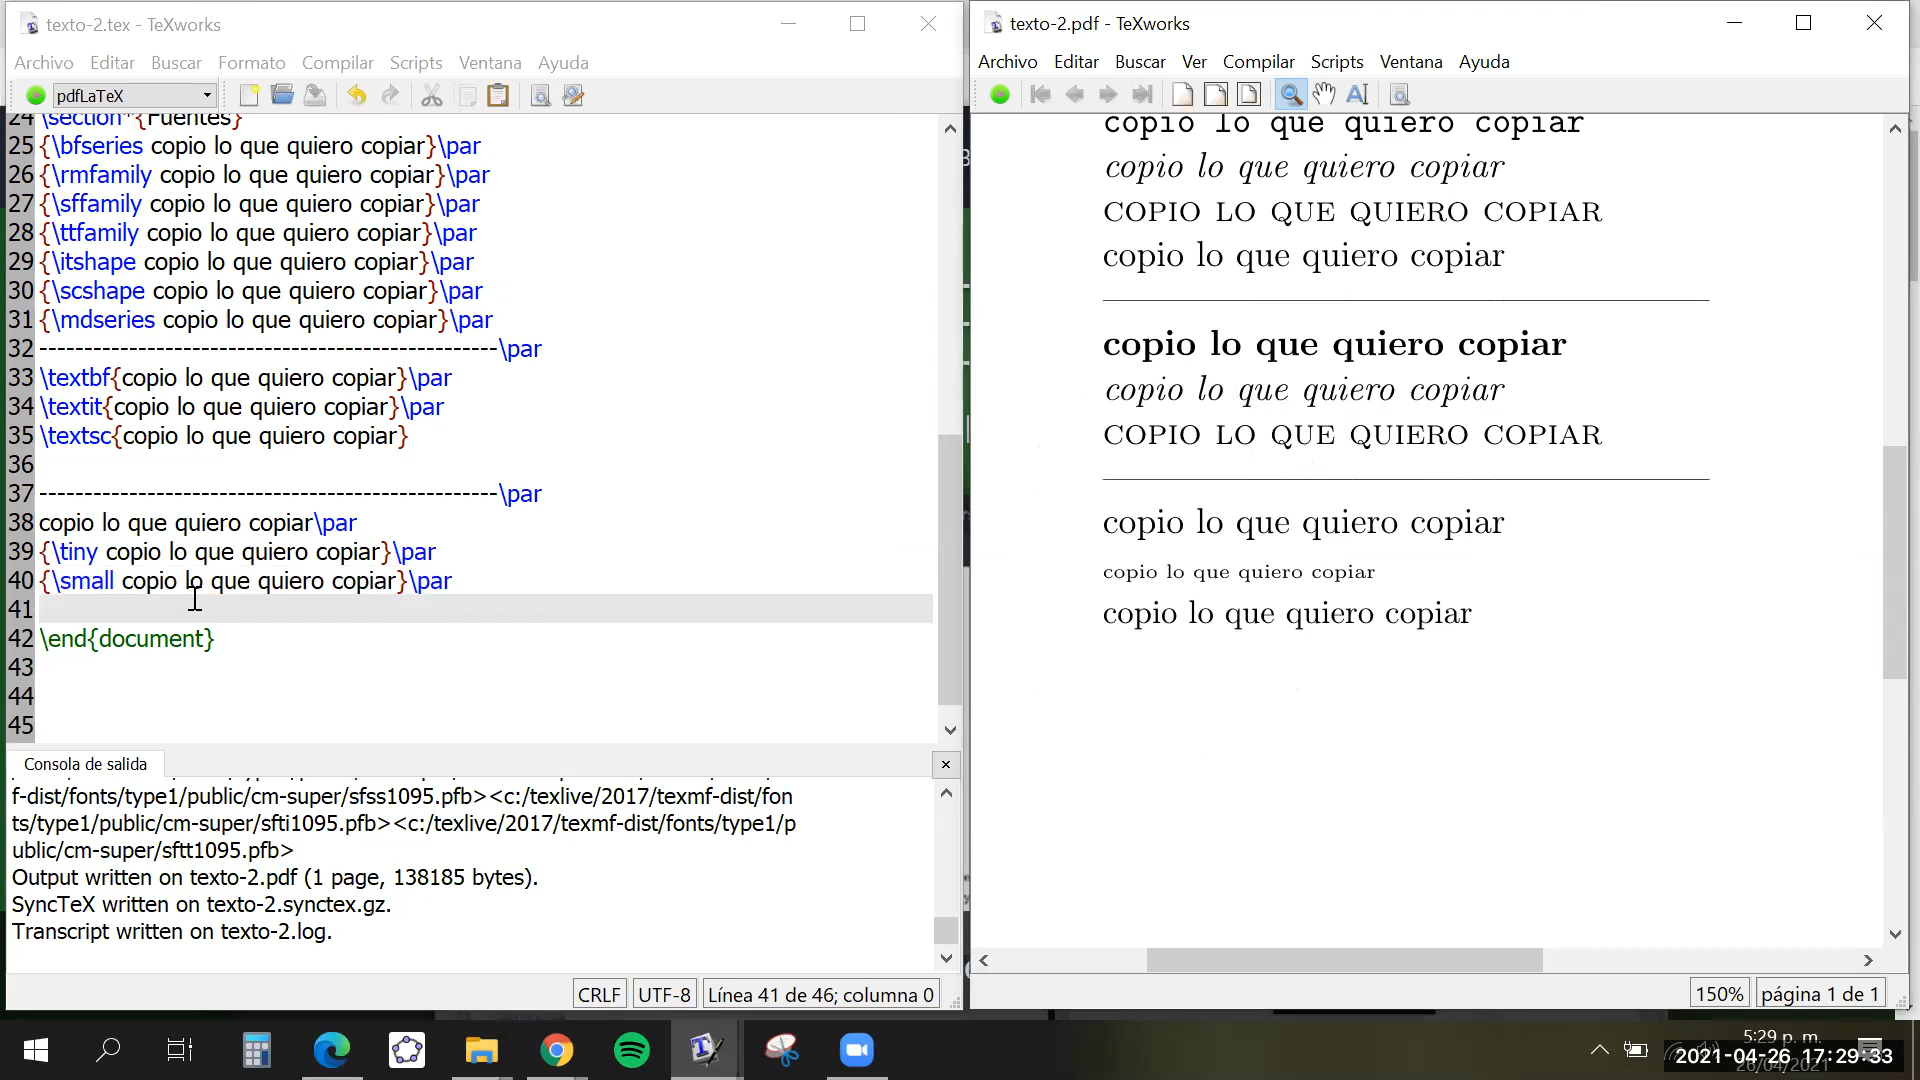 texto-2.tex - TeXworks
Archivo Editar Buscar Formato Compilar Scripts Ventana Ayuda
pdfLaTeX
24 \section*{Fuentes}
25 {\bfseries copio lo que quiero copiar}\par
26 {\rmfamily copio lo que quiero copiar}\par
27 {\sffamily copio lo que quiero copiar}\par
28 {\ttfamily copio lo que quiero copiar}\par
29 {\itshape copio lo que quiero copiar}\par
30 {\scshape copio lo que quiero copiar}\par
31 {\mdseries copio lo que quiero copiar}\par
32 ---------------------------------------------------\par
33 \textbf{copio lo que quiero copiar}\par
34 \textit{copio lo que quiero copiar}\par
35 \textsc{copio lo que quiero copiar}
36
37 ---------------------------------------------------\par
38 copio lo que quiero copiar\par
39 {\tiny copio lo que quiero copiar}\par
40 {\small copio lo que quiero copiar}\par
41
42 \end{document}
43
44
45
Consola de salida
f-dist/fonts/type1/public/cm-super/sfss1095.pfb><c:/texlive/2017/texmf-dist/fon
ts/type1/public/cm-super/sfti1095.pfb><c:/texlive/2017/texmf-dist/fonts/type1/p
ublic/cm-super/sftt1095.pfb>
Output written on texto-2.pdf (1 page, 138185 bytes).
SyncTeX written on texto-2.synctex.gz.
Transcript written on texto-2.log.
CRLF UTF-8 Línea 41 de 46; columna 0
texto-2.pdf - TeXworks
Archivo Editar Buscar Ver Compilar Scripts Ventana Ayuda
copio lo que quiero copiar
copio lo que quiero copiar
COPIO LO QUE QUIERO COPIAR
copio lo que quiero copiar
copio lo que quiero copiar
copio lo que quiero copiar
COPIO LO QUE QUIERO COPIAR
copio lo que quiero copiar
copio lo que quiero copiar
copio lo que quiero copiar
150% página 1 de 1
5:29 p. m.
26/04/2021
2021-04-26 17:29:33